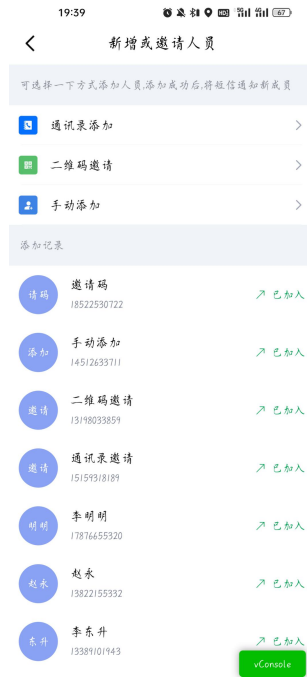 19:39
67
新增或邀请人员
可选择一下方式添加人员,添加成功后,将短信通知新成员
通讯录添加
二维码邀请
手动添加
添加记录
请码 邀请码 已加入
18522530722
添加 手动添加 已加入
14512633711
邀请 二维码邀请 已加入
13198033859
邀请 通讯录邀请 已加入
15159318189
明明 李明明 已加入
17876655320
赵永 赵永 已加入
13822155332
东升 李东升 已加入
13389101943
vConsole